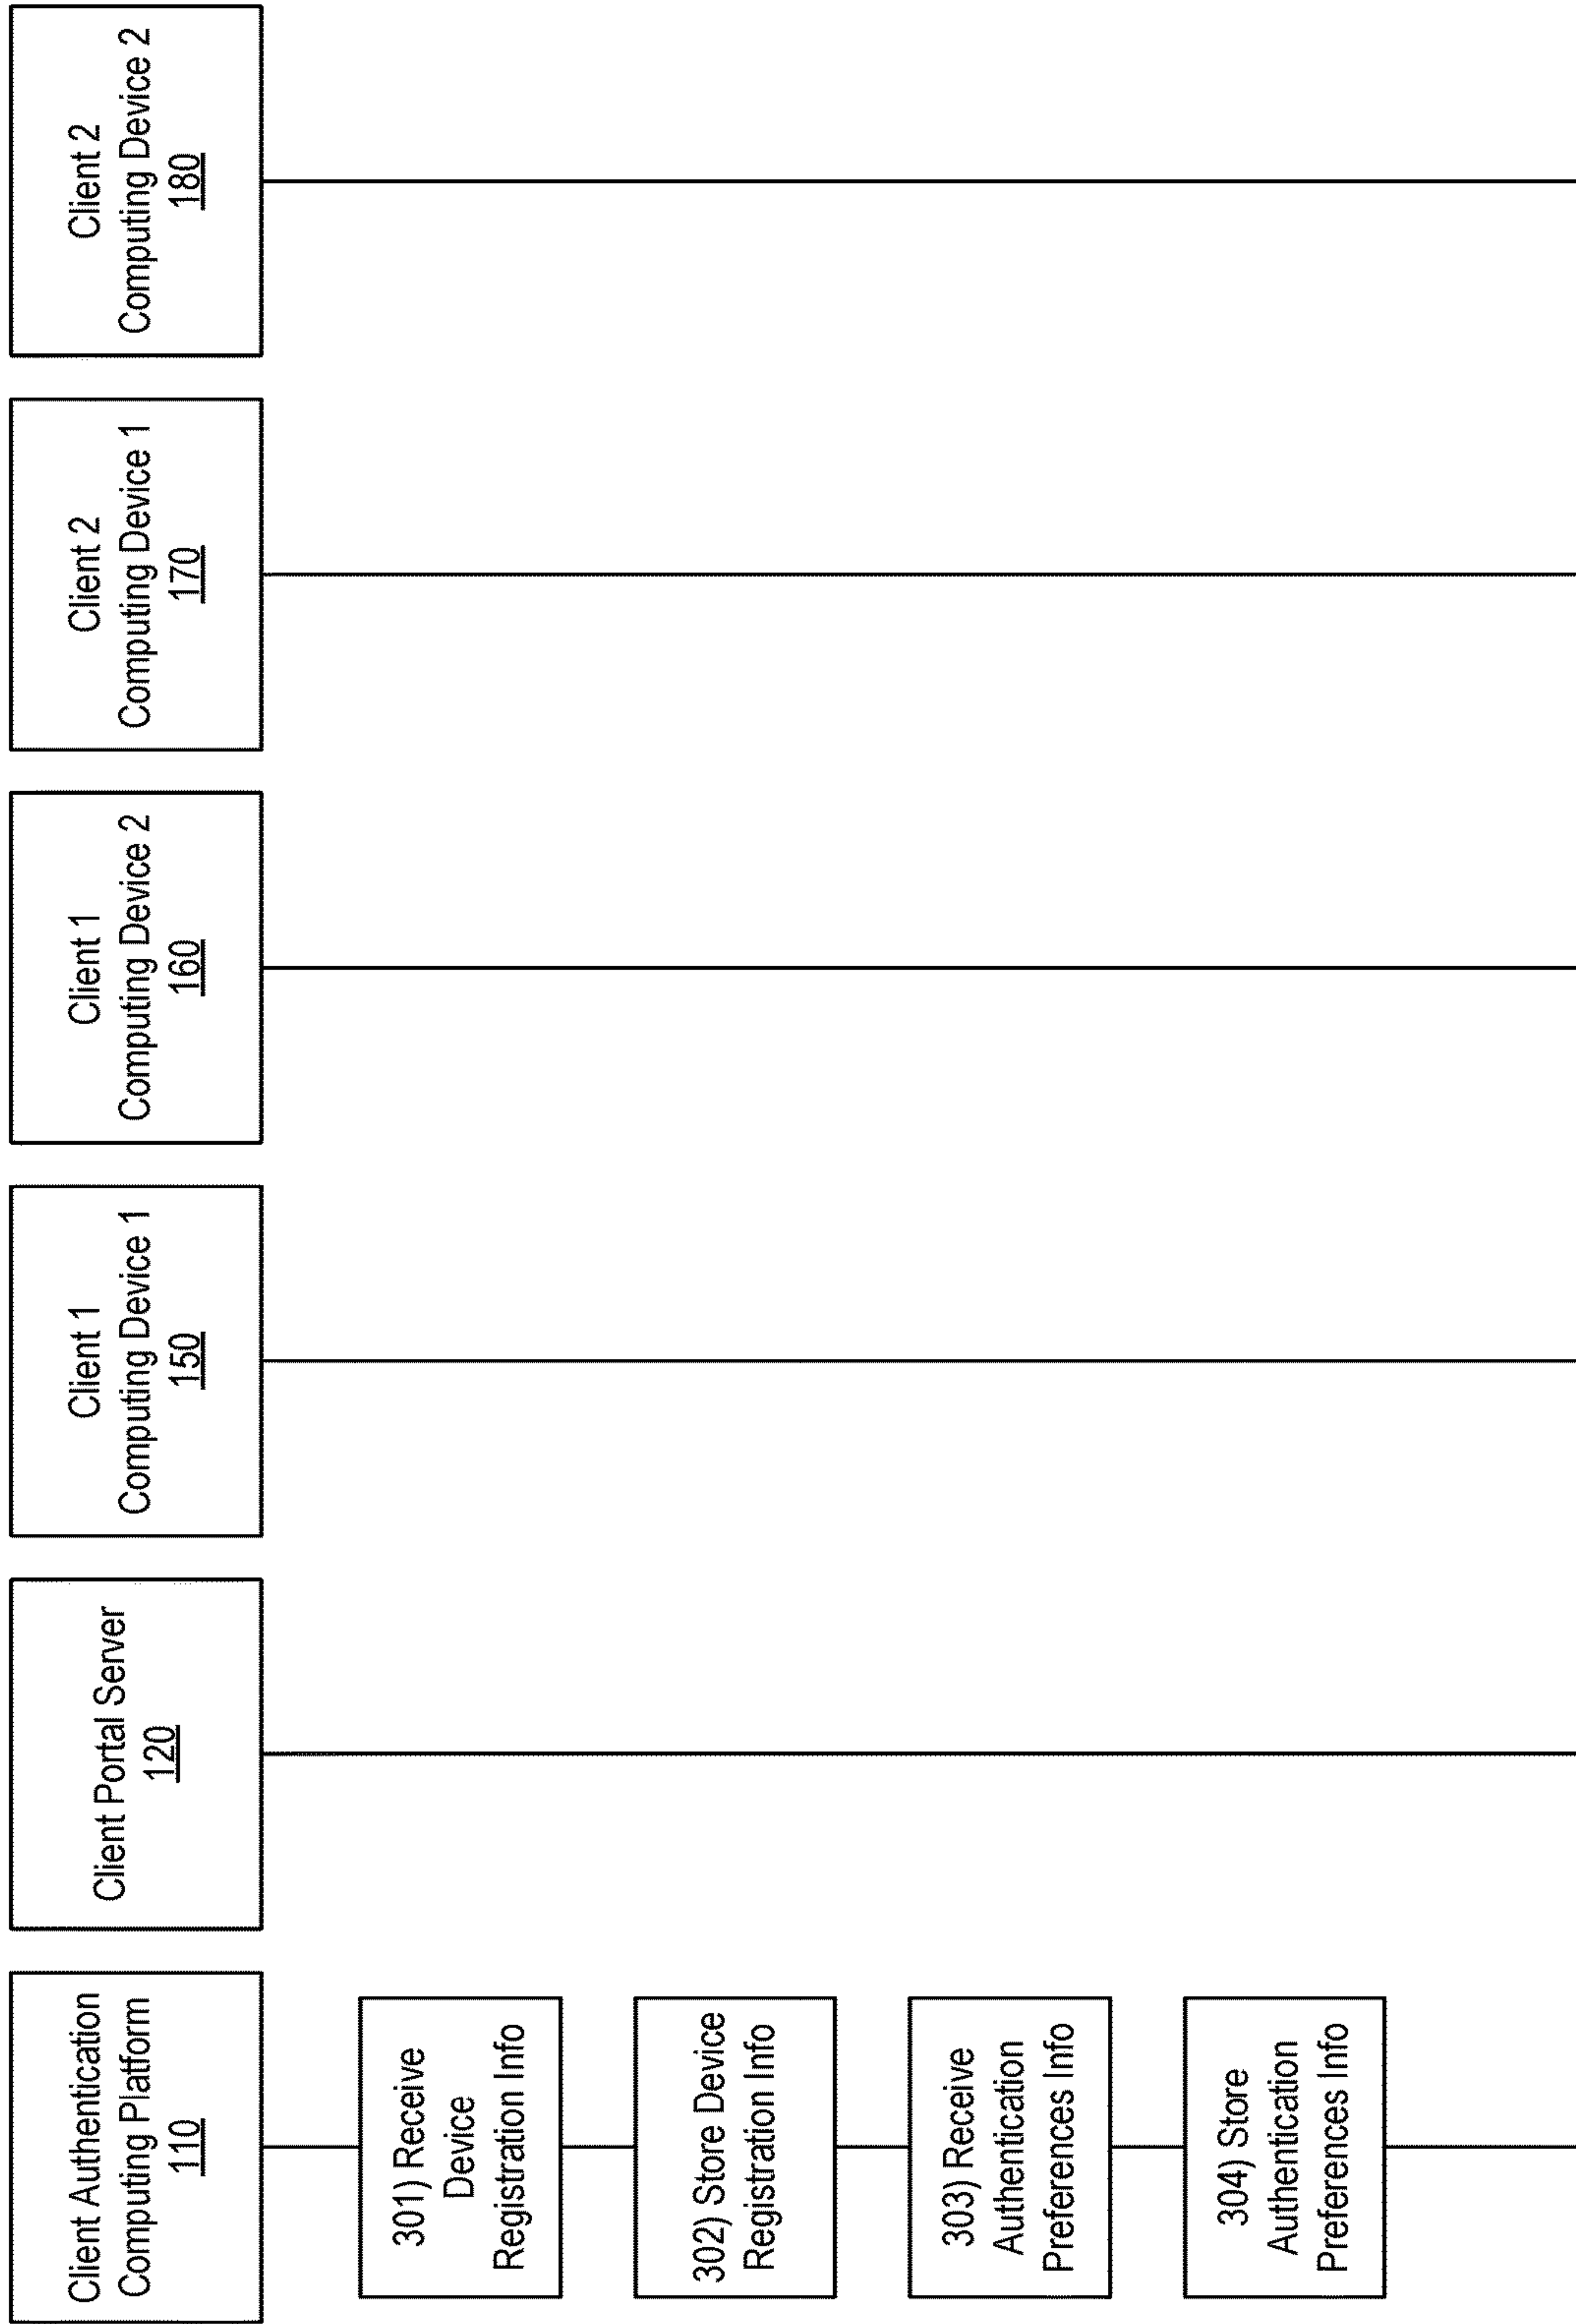 Client Authentication
Computing Platform
110
Client Portal Server
120
Client 1
Computing Device 1
150
Client 1
Computing Device 2
160
Client 2
Computing Device 1
170
Client 2
Computing Device 2
180
301) Receive
Device
Registration Info
302) Store Device
Registration Info
303) Receive
Authentication
Preferences Info
304) Store
Authentication
Preferences Info